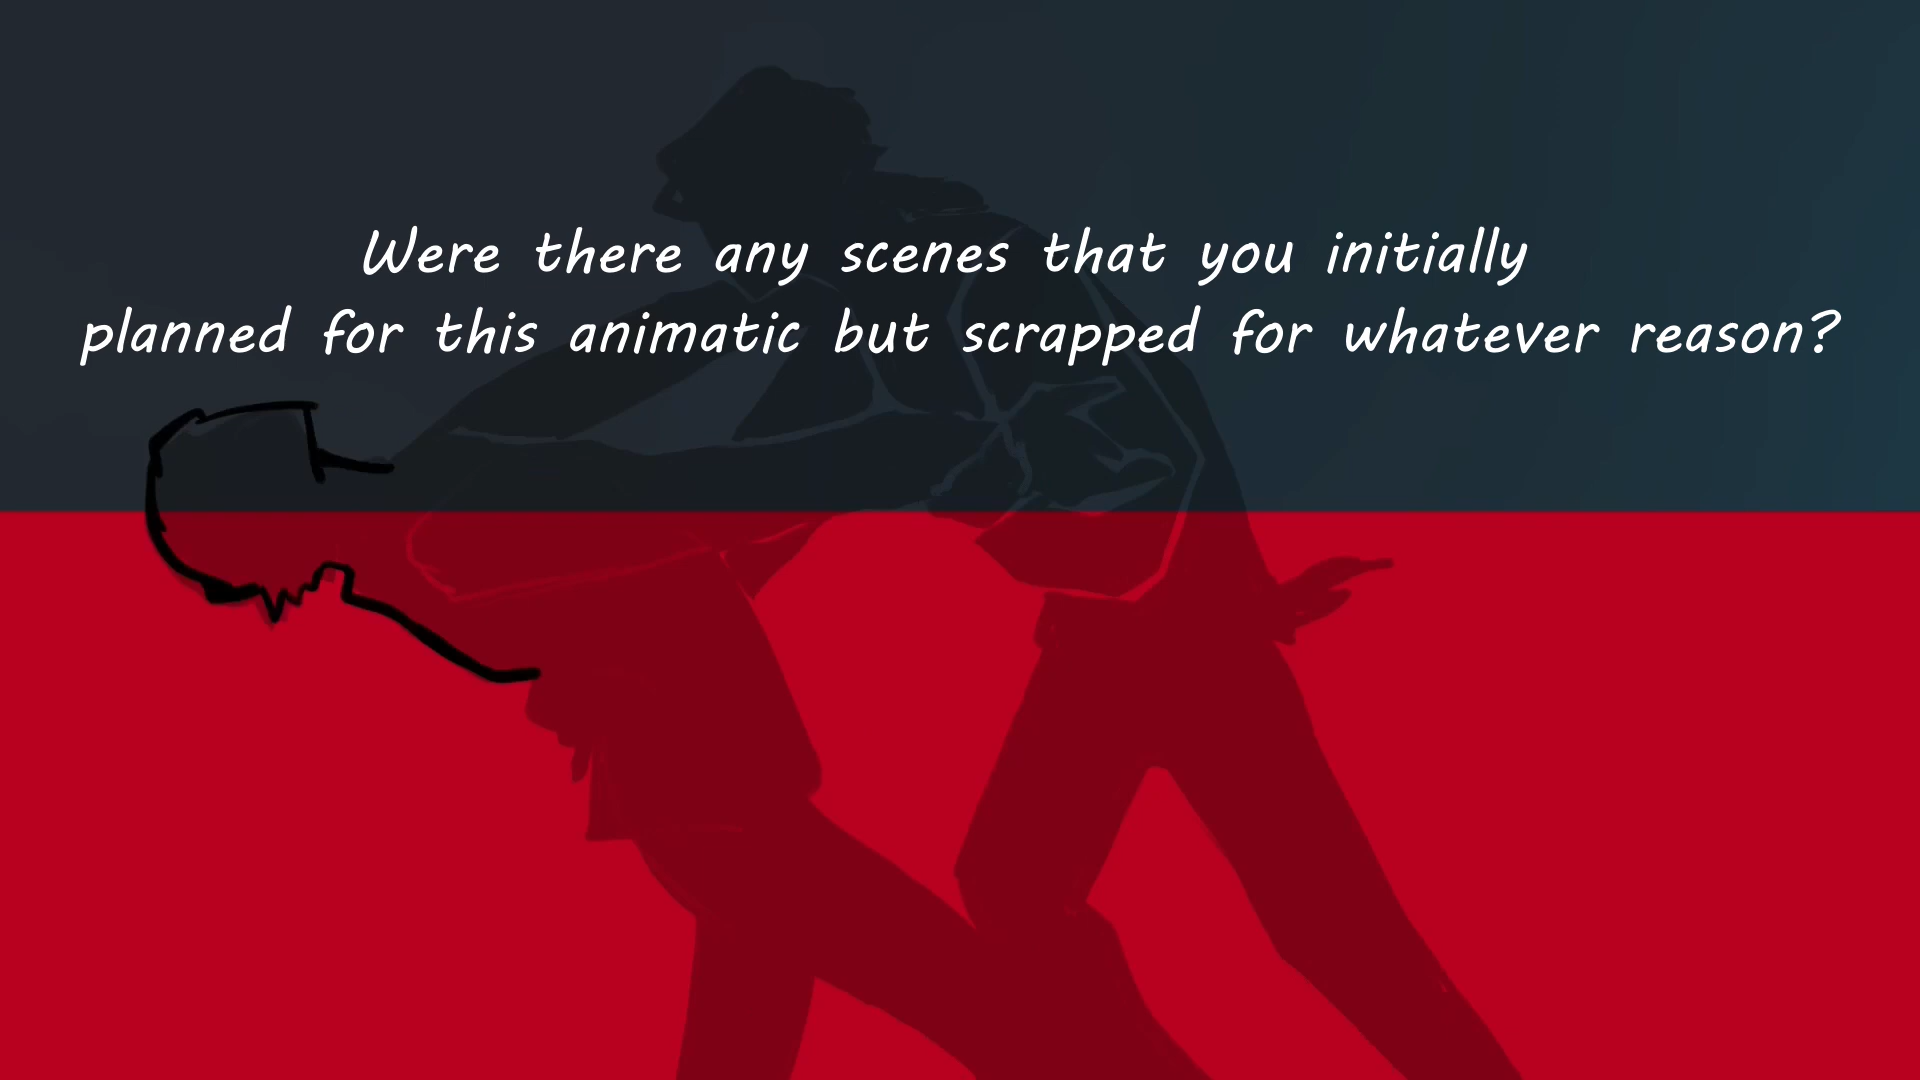 Were there any scenes that you initially
planned for this animatic but scrapped for whatever reason?